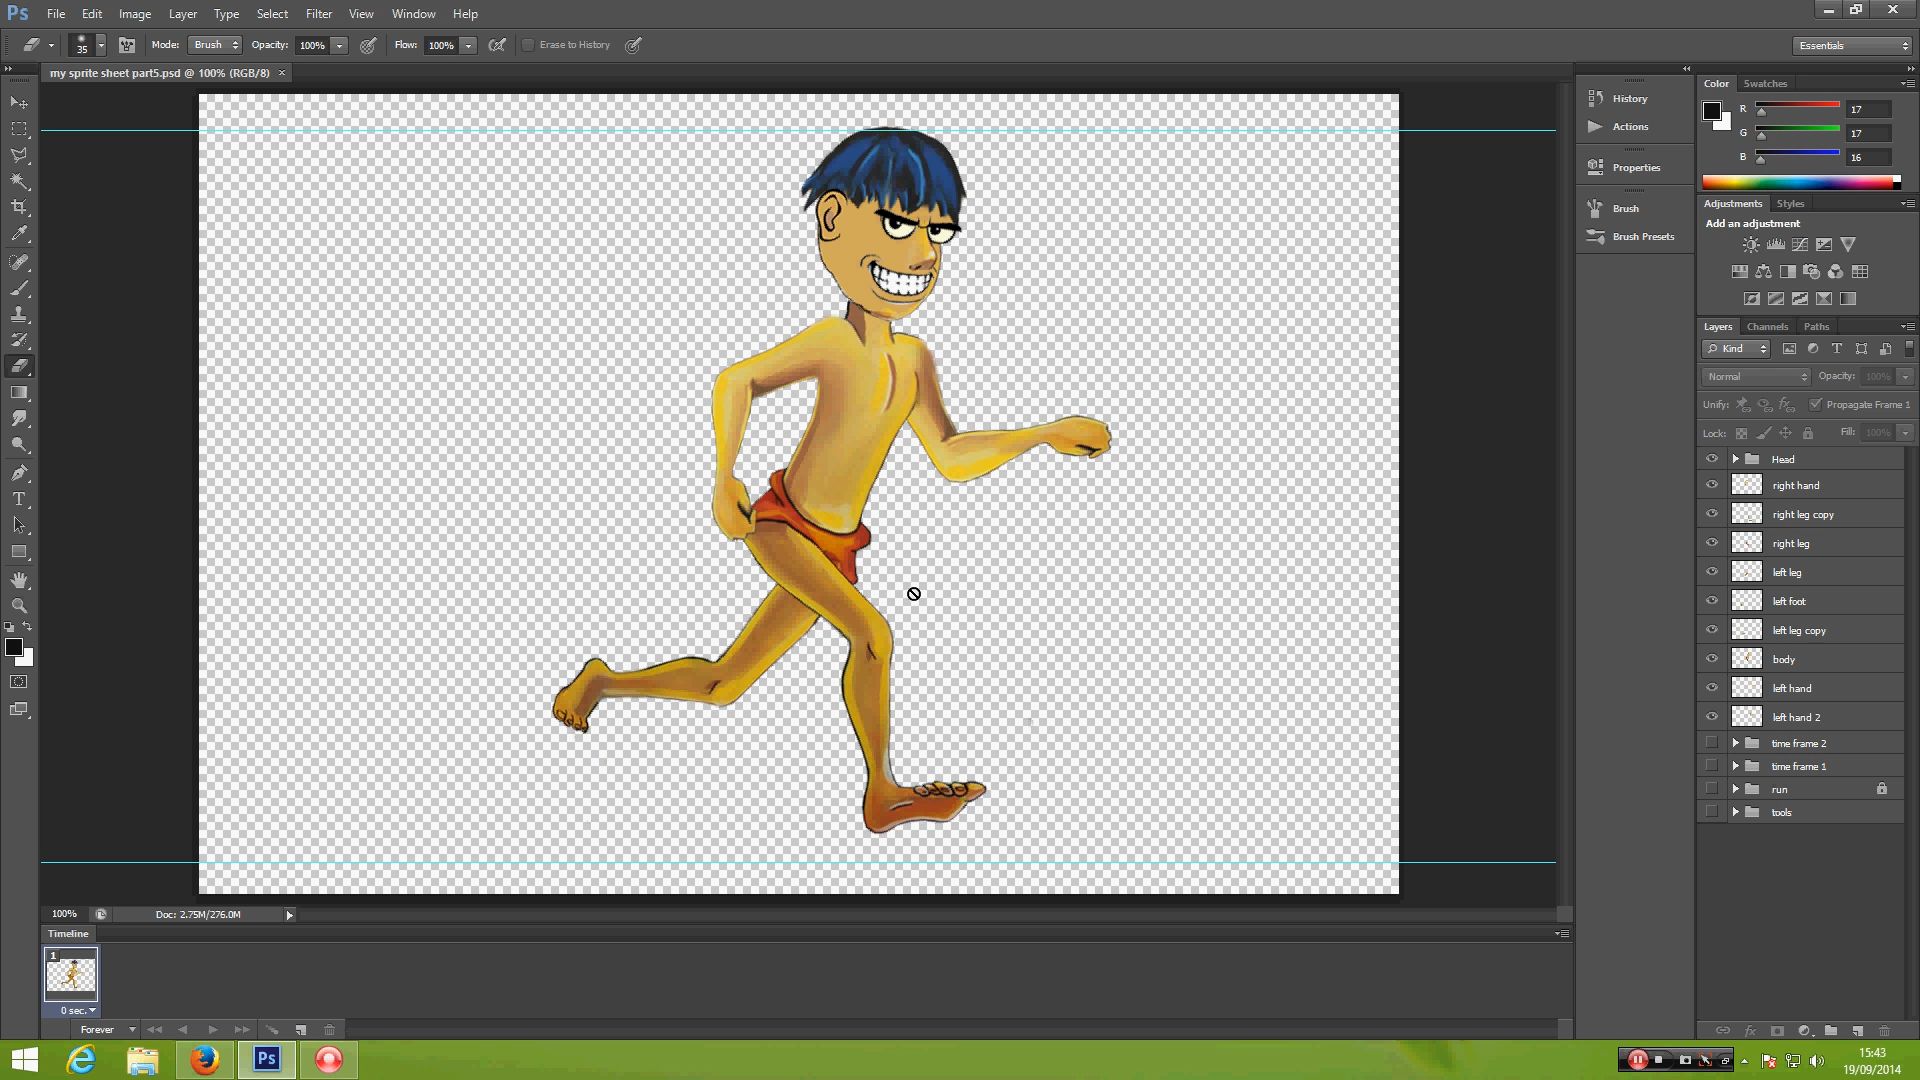 Ps File Edit Image Layer Type Select Filter View Window Help
35 Mode: Brush Opacity: 100% Flow: 100% Erase to History Essentials
my sprite sheet part5.psd @ 100% (RGB/8) ×
History
Actions
Properties
Brush
Brush Presets
Color Swatches
R 17
G 17
B 16
Adjustments Styles
Add an adjustment
Layers Channels Paths
Kind
Normal Opacity: 100%
Unify: Propagate Frame 1
Lock: Fill: 100%
Head
right hand
right leg copy
right leg
left leg
left foot
left leg copy
body
left hand
left hand 2
time frame 2
time frame 1
run
tools
100% Doc: 2.75M/276.0M
Timeline
1
0 sec.
Forever
Ps
15:43
19/09/2014